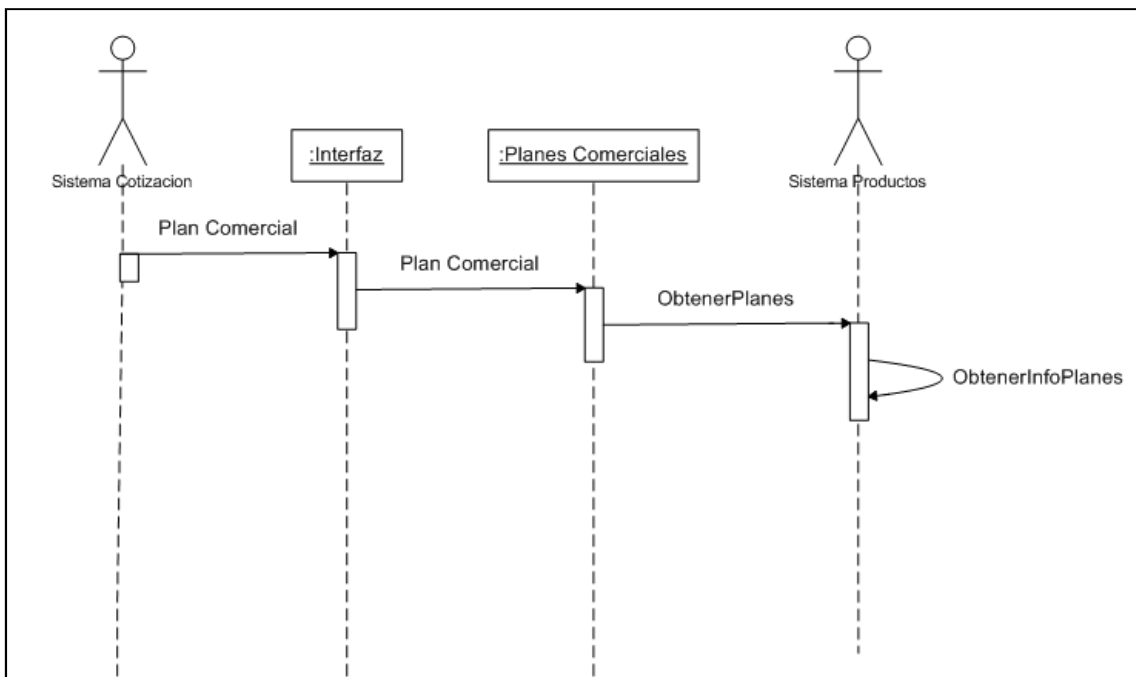 :Interfaz
:Planes Comerciales
Sistema Cotizacion
Sistema Productos
Plan Comercial
Plan Comercial
ObtenerPlanes
ObtenerInfoPlanes